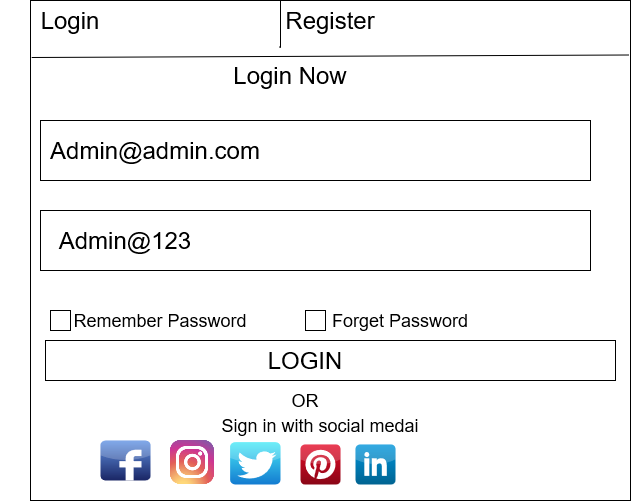 Login Register
Login Now
Admin@admin.com
Admin@123
Remember Password Forget Password
LOGIN
OR
Sign in with social medai
f in